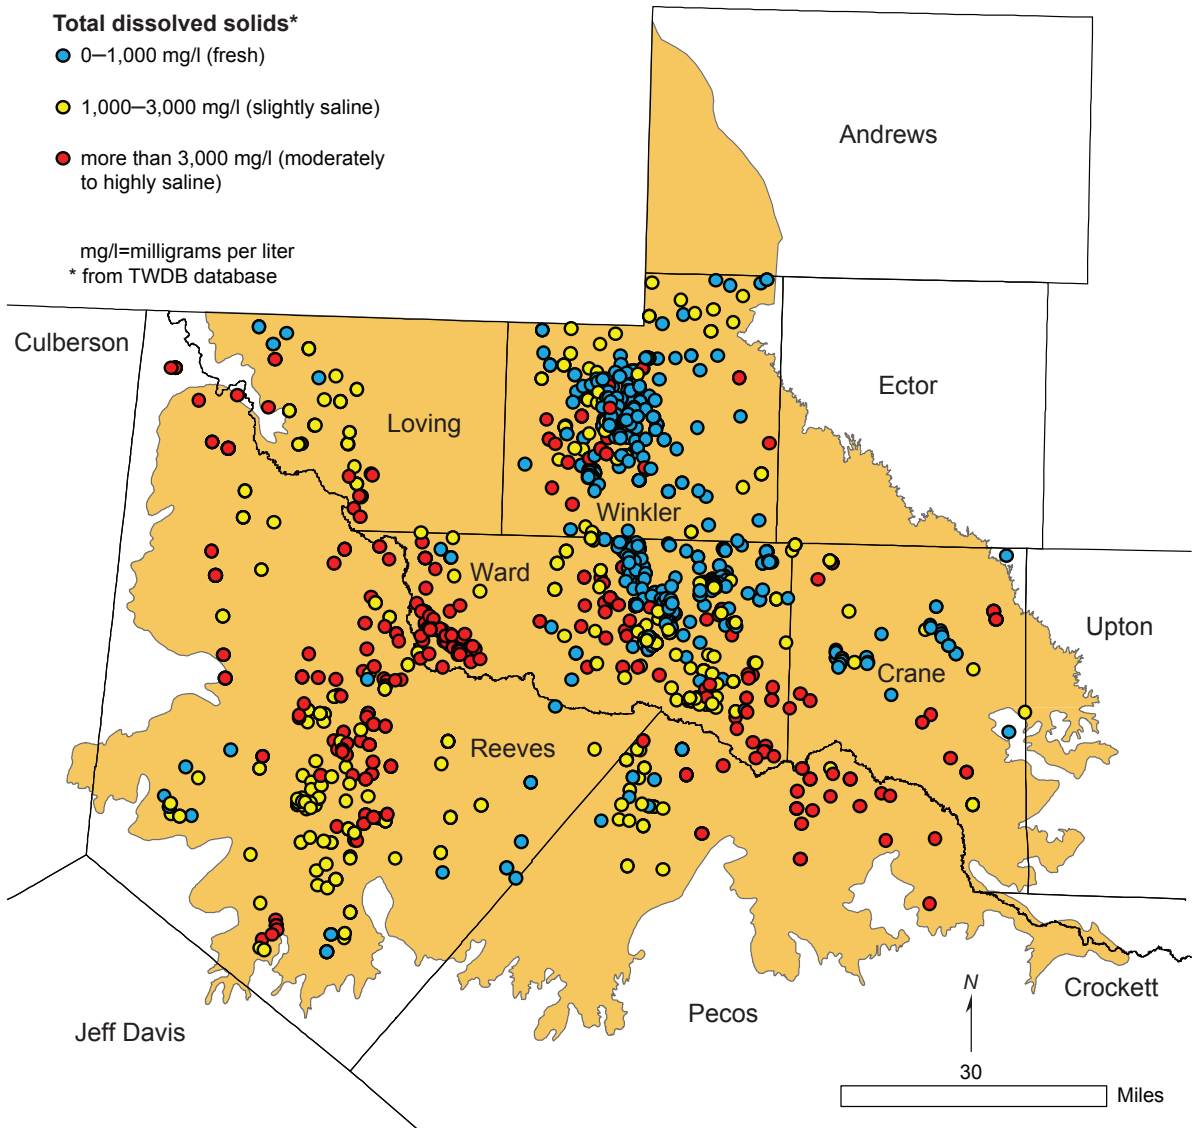 Total dissolved solids*
0–1,000 mg/l (fresh)
1,000–3,000 mg/l (slightly saline)
more than 3,000 mg/l (moderately
to highly saline)
mg/l=milligrams per liter
* from TWDB database
Andrews
Culberson
Ector
Loving
Winkler
Ward
Upton
Crane
Reeves
N
Crockett
Pecos
Jeff Davis
30
Miles